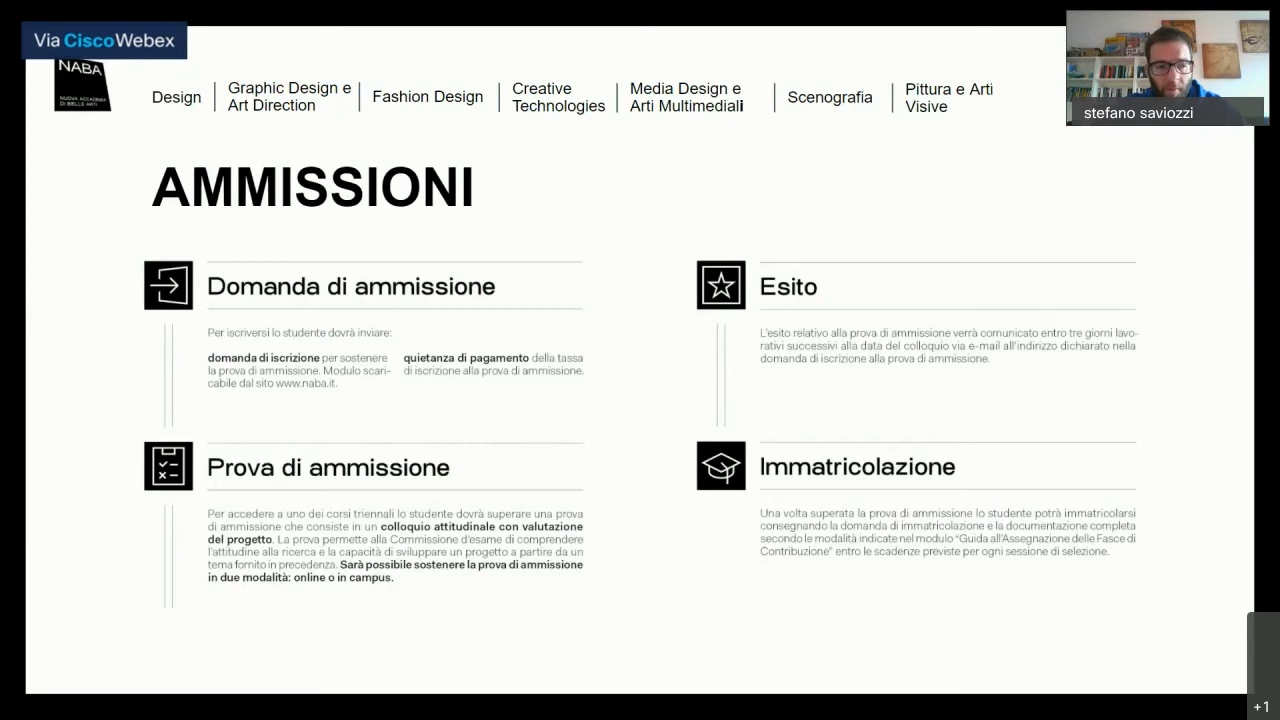 Via Cisco Webex
NABA
NUOVA ACCADEMIA
DI BELLE ARTI
Design
Graphic Design e
Art Direction
Fashion Design
Creative
Technologies
Media Design e
Arti Multimediali
Scenografia
Pittura e Arti
Visive
stefano saviozzi
AMMISSIONI
Domanda di ammissione
Per iscriversi lo studente dovrà inviare:
domanda di iscrizione per sostenere
la prova di ammissione. Modulo scari-
cabile dal sito www.naba.it.
quietanza di pagamento della tassa
di iscrizione alla prova di ammissione.
Esito
L'esito relativo alla prova di ammissione verrà comunicato entro tre giorni lavo-
rativi successivi alla data del colloquio via e-mail all'indirizzo dichiarato nella
domanda di iscrizione alla prova di ammissione.
Prova di ammissione
Per accedere a uno dei corsi triennali lo studente dovrà superare una prova
di ammissione che consiste in un colloquio attitudinale con valutazione
del progetto. La prova permette alla Commissione d'esame di comprendere
l'attitudine alla ricerca e la capacità di sviluppare un progetto a partire da un
tema fornito in precedenza. Sarà possibile sostenere la prova di ammissione
in due modalità: online o in campus.
Immatricolazione
Una volta superata la prova di ammissione lo studente potrà immatricolarsi
consegnando la domanda di immatricolazione e la documentazione completa
secondo le modalità indicate nel modulo "Guida all'Assegnazione delle Fasce di
Contribuzione" entro le scadenze previste per ogni sessione di selezione.
+1